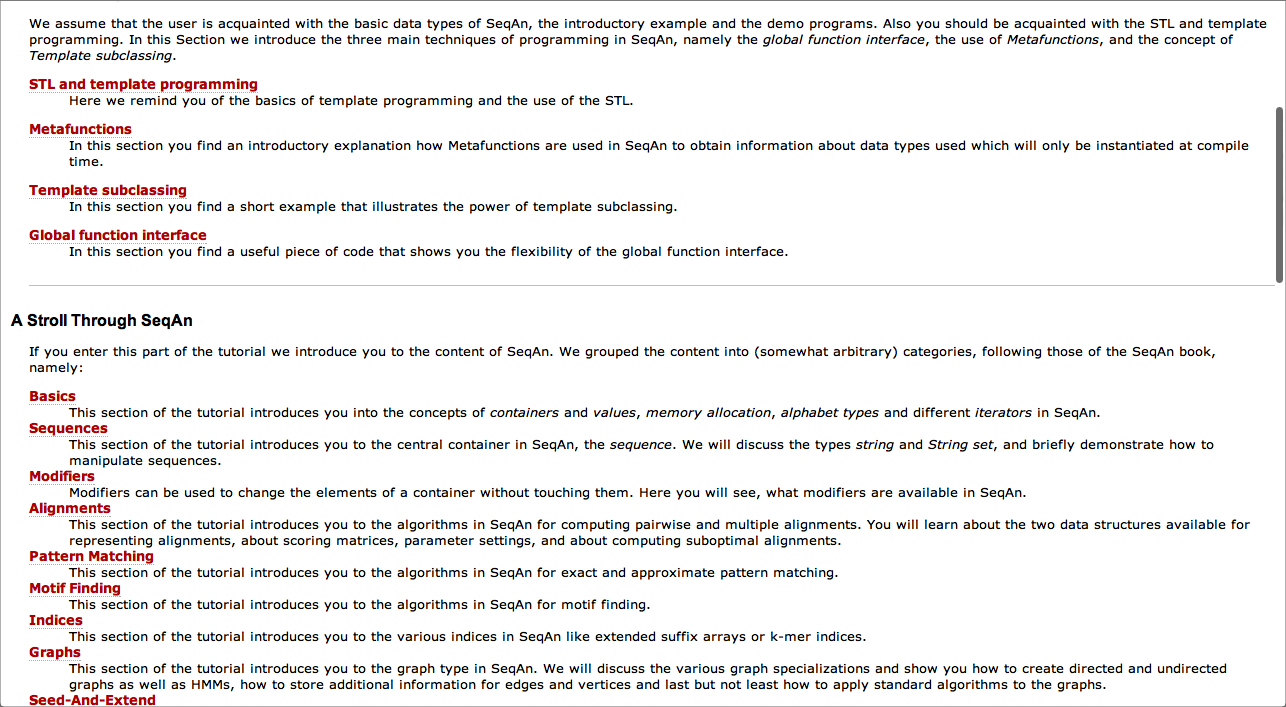 We assume that the user is acquainted with the basic data types of SeqAn, the introductory example and the demo programs. Also you should be acquainted with the STL and template
programming. In this Section we introduce the three main techniques of programming in SeqAn, namely the global function interface, the use of Metafunctions, and the concept of
Template subclassing.
STL and template programming
Here we remind you of the basics of template programming and the use of the STL.
Metafunctions
In this section you find an introductory explanation how Metafunctions are used in SeqAn to obtain information about data types used which will only be instantiated at compile
time.
Template subclassing
In this section you find a short example that illustrates the power of template subclassing.
Global function interface
In this section you find a useful piece of code that shows you the flexibility of the global function interface.
A Stroll Through SeqAn
If you enter this part of the tutorial we introduce you to the content of SeqAn. We grouped the content into (somewhat arbitrary) categories, following those of the SeqAn book,
namely:
Basics
This section of the tutorial introduces you into the concepts of containers and values, memory allocation, alphabet types and different iterators in SeqAn.
Sequences
This section of the tutorial introduces you to the central container in SeqAn, the sequence. We will discuss the types string and String set, and briefly demonstrate how to
manipulate sequences.
Modifiers
Modifiers can be used to change the elements of a container without touching them. Here you will see, what modifiers are available in SeqAn.
Alignments
This section of the tutorial introduces you to the algorithms in SeqAn for computing pairwise and multiple alignments. You will learn about the two data structures available for
representing alignments, about scoring matrices, parameter settings, and about computing suboptimal alignments.
Pattern Matching
This section of the tutorial introduces you to the algorithms in SeqAn for exact and approximate pattern matching.
Motif Finding
This section of the tutorial introduces you to the algorithms in SeqAn for motif finding.
Indices
This section of the tutorial introduces you to the various indices in SeqAn like extended suffix arrays or k-mer indices.
Graphs
This section of the tutorial introduces you to the graph type in SeqAn. We will discuss the various graph specializations and show you how to create directed and undirected
graphs as well as HMMs, how to store additional information for edges and vertices and last but not least how to apply standard algorithms to the graphs.
Seed-And-Extend